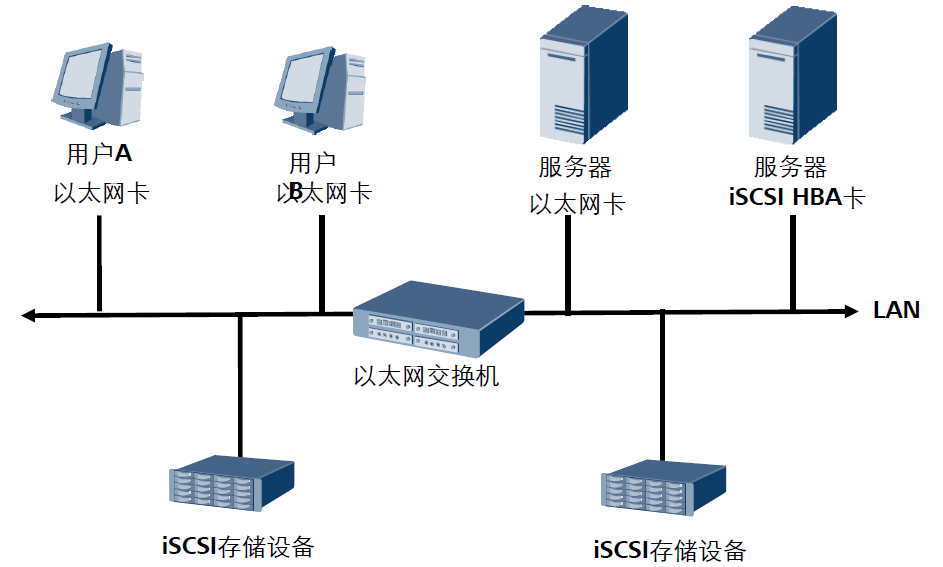 用户A
以太网卡
用户
B
以太网卡
服务器
以太网卡
服务器
iSCSI HBA卡
LAN
以太网交换机
iSCSI存储设备
iSCSI存储设备